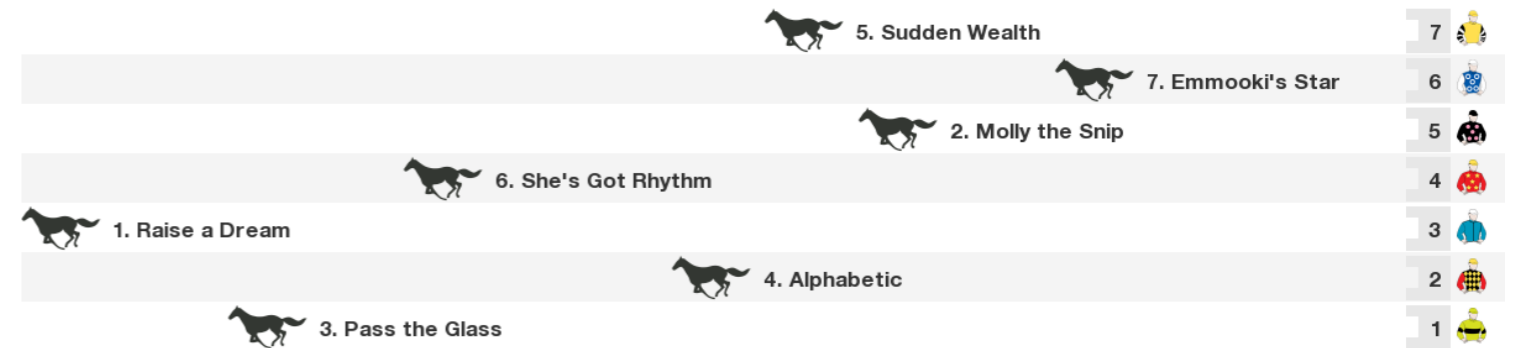 5. Sudden Wealth 7
7. Emmooki's Star 6
2. Molly the Snip 5
6. She's Got Rhythm 4
1. Raise a Dream 3
4. Alphabetic 2
3. Pass the Glass 1